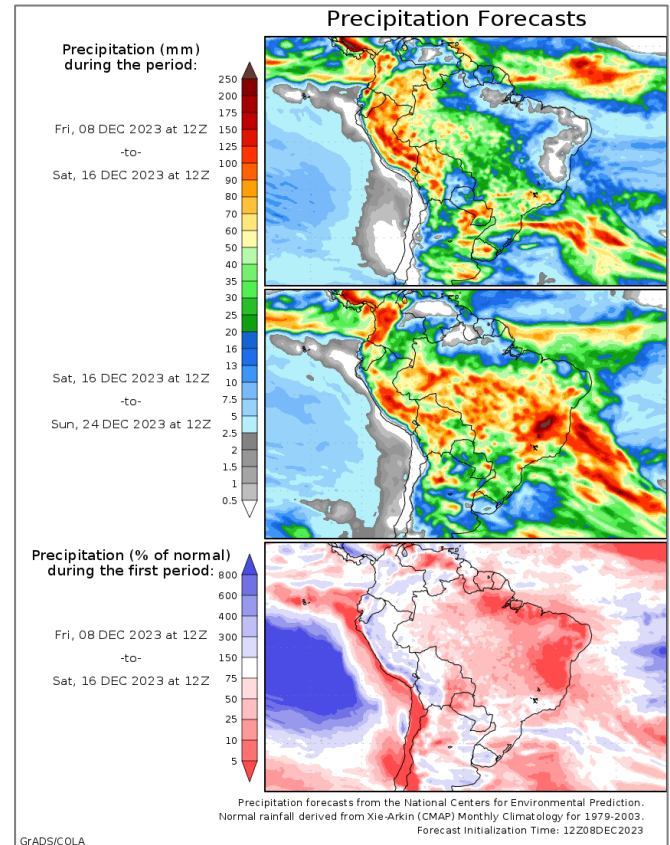 Precipitation Forecasts
Precipitation (mm)
during the period:
Fri, 08 DEC 2023 at 12Z
-to-
Sat, 16 DEC 2023 at 12Z
250
200
175
150
125
100
90
80
70
60
50
40
35
30
25
20
16
13
10
7.5
5
2.5
2
1.5
1
0.5
Sat, 16 DEC 2023 at 12Z
-to-
Sun, 24 DEC 2023 at 12Z
Precipitation (% of normal)
during the first period:
Fri, 08 DEC 2023 at 12Z
-to-
Sat, 16 DEC 2023 at 12Z
800
600
400
300
150
75
50
25
10
5
Precipitation forecasts from the National Centers for Environmental Prediction.
Normal rainfall derived from Xie-Arkin (CMAP) Monthly Climatology for 1979-2003.
Forecast Initialization Time: 12Z08DEC2023
GrADS/COLA